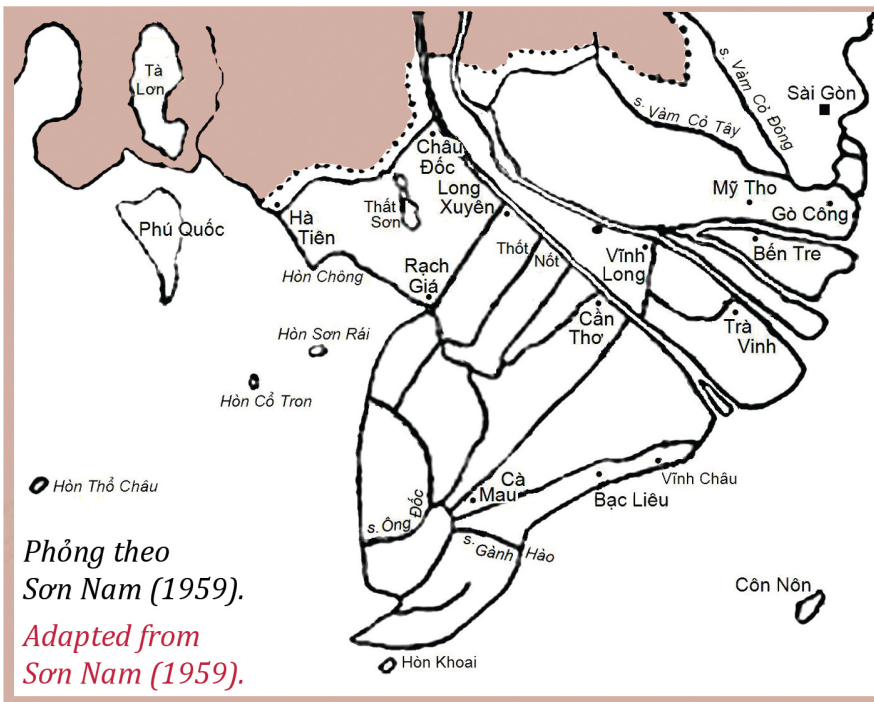 Tà
Lơn
s. Vàm Cỏ Đông
Sài Gòn
s. Vàm Cỏ Tây
Châu
Đốc
Long
Xuyên
Mỹ Tho
Gò Công
Thất
Sơn
Hà
Tiên
Phú Quốc
Bến Tre
Thốt
Nốt
Vĩnh
Long
Hòn Chông
Rạch
Giá
Cần
Thơ
Trà
Vinh
Hòn Sơn Rái
Hòn Cổ Tron
Hòn Thổ Châu
Cà
Mau
Vĩnh Châu
Bạc Liêu
s. Ông Đốc
s. Gành Hào
Côn Nôn
Hòn Khoai
Phỏng theo
Sơn Nam (1959).
Adapted from
Sơn Nam (1959).